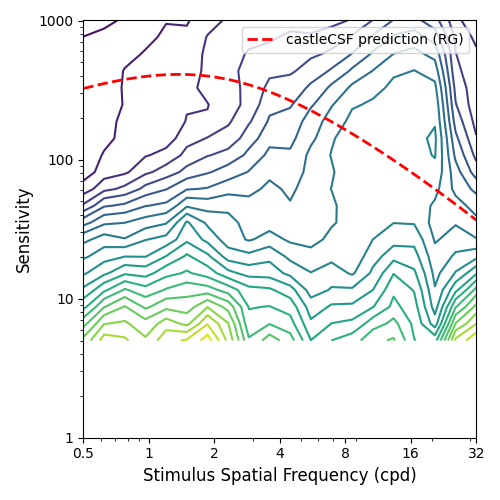 1000
castleCSF prediction (RG)
100
Sensitivity
10
1
0.5 1 2 4 8 16 32
Stimulus Spatial Frequency (cpd)